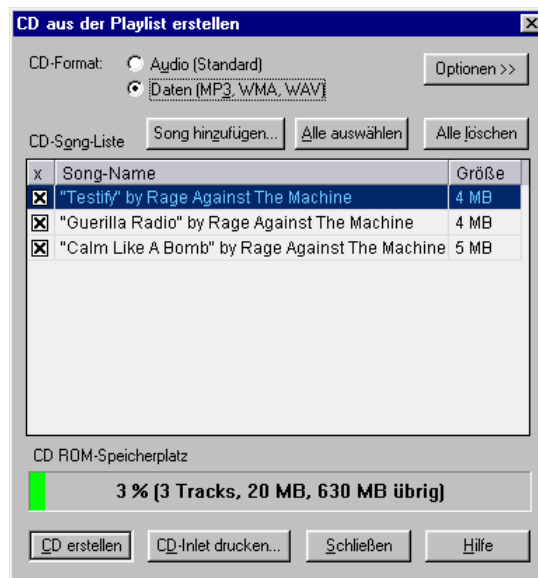 CD aus der Playlist erstellen
CD-Format: Audio (Standard) Optionen >>
Daten (MP3, WMA, WAV)
CD-Song-Liste Song hinzufügen... Alle auswählen Alle löschen
x Song-Name Größe
"Testify" by Rage Against The Machine 4 MB
"Guerilla Radio" by Rage Against The Machine 4 MB
"Calm Like A Bomb" by Rage Against The Machine 5 MB
CD ROM-Speicherplatz
3 % (3 Tracks, 20 MB, 630 MB übrig)
CD erstellen CD-Inlet drucken... Schließen Hilfe